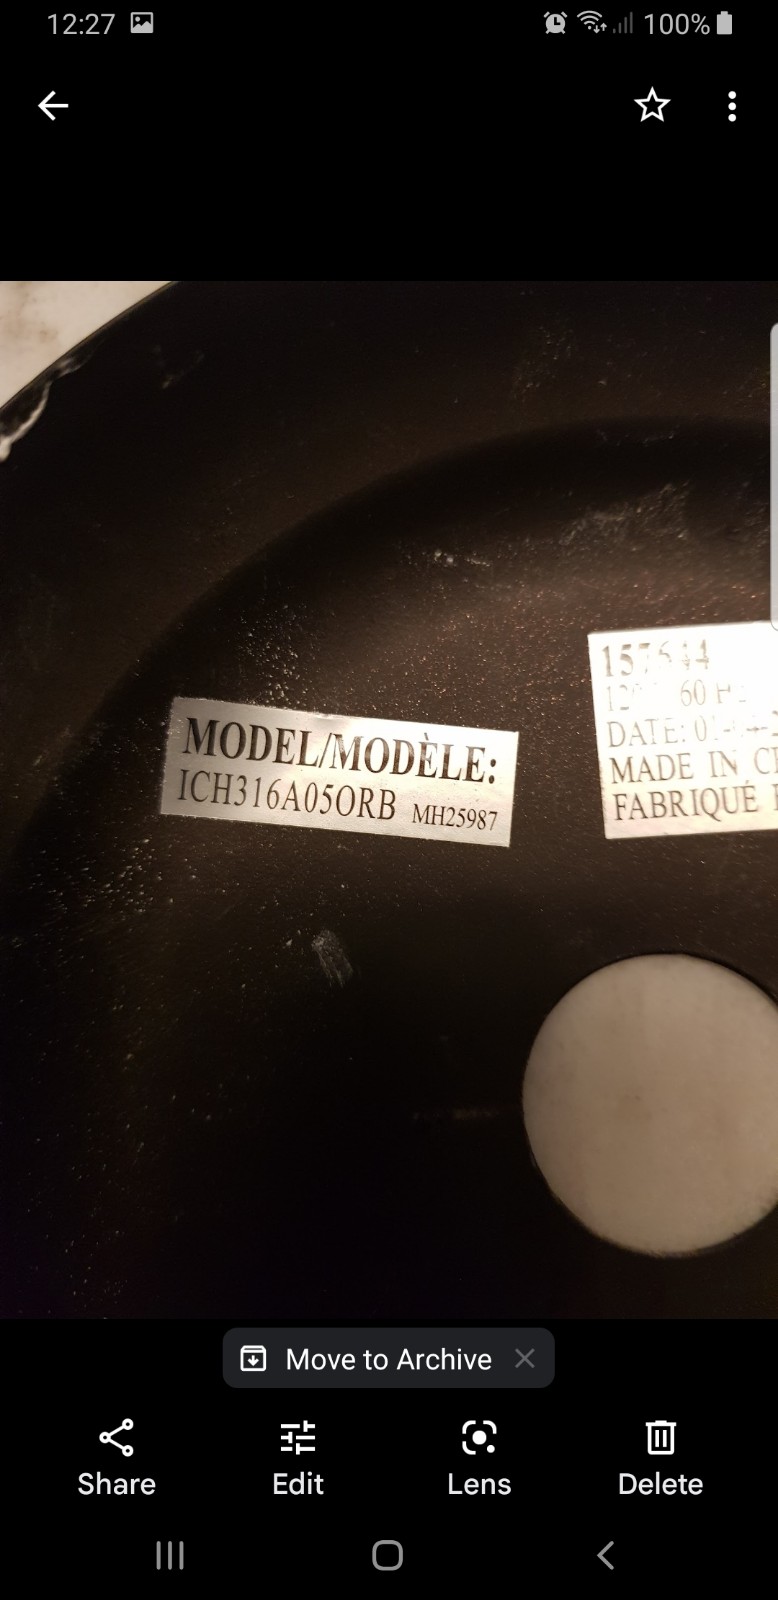 12:27
100%
MODEL/MODÈLE:
ICH316A05ORB MH25987
60
DATE:
MADE IN
FABRIQUÉ
Move to Archive
Share
Edit
Lens
Delete